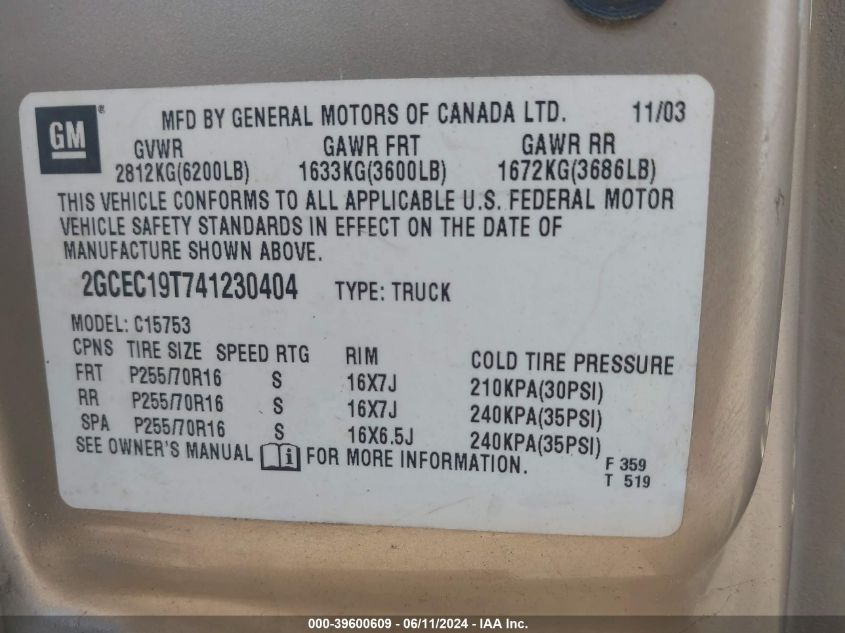 GM® MFD BY GENERAL MOTORS OF CANADA LTD. 11/03
GVWR GAWR FRT GAWR RR
2812KG(6200LB) 1633KG(3600LB) 1672KG(3686LB)
THIS VEHICLE CONFORMS TO ALL APPLICABLE U.S. FEDERAL MOTOR
VEHICLE SAFETY STANDARDS IN EFFECT ON THE DATE OF
MANUFACTURE SHOWN ABOVE.
2GCEC19T741230404 TYPE: TRUCK
MODEL: C15753
CPNS TIRE SIZE SPEED RTG RIM COLD TIRE PRESSURE
FRT P255/70R16 S 16X7J 210KPA(30PSI)
RR P255/70R16 S 16X7J 240KPA(35PSI)
SPA P255/70R16 S 16X6.5J 240KPA(35PSI)
SEE OWNER'S MANUAL i FOR MORE INFORMATION. F 359
T 519
000-39600609 - 06/11/2024 - IAA Inc.